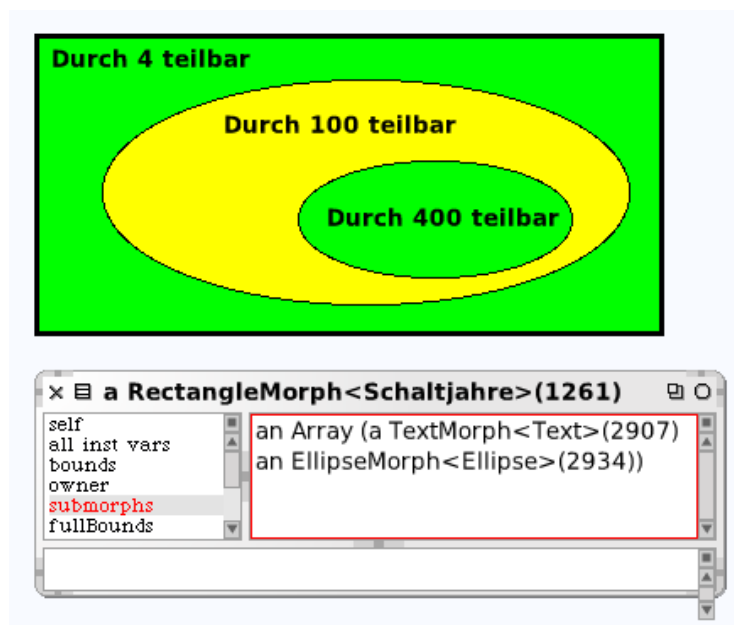 Durch 4 teilbar
Durch 100 teilbar
Durch 400 teilbar
a RectangleMorph<Schaltjahre>(1261)
self
all inst vars
bounds
owner
submorphs
fullBounds
an Array (a TextMorph<Text>(2907)
an EllipseMorph<Ellipse>(2934))